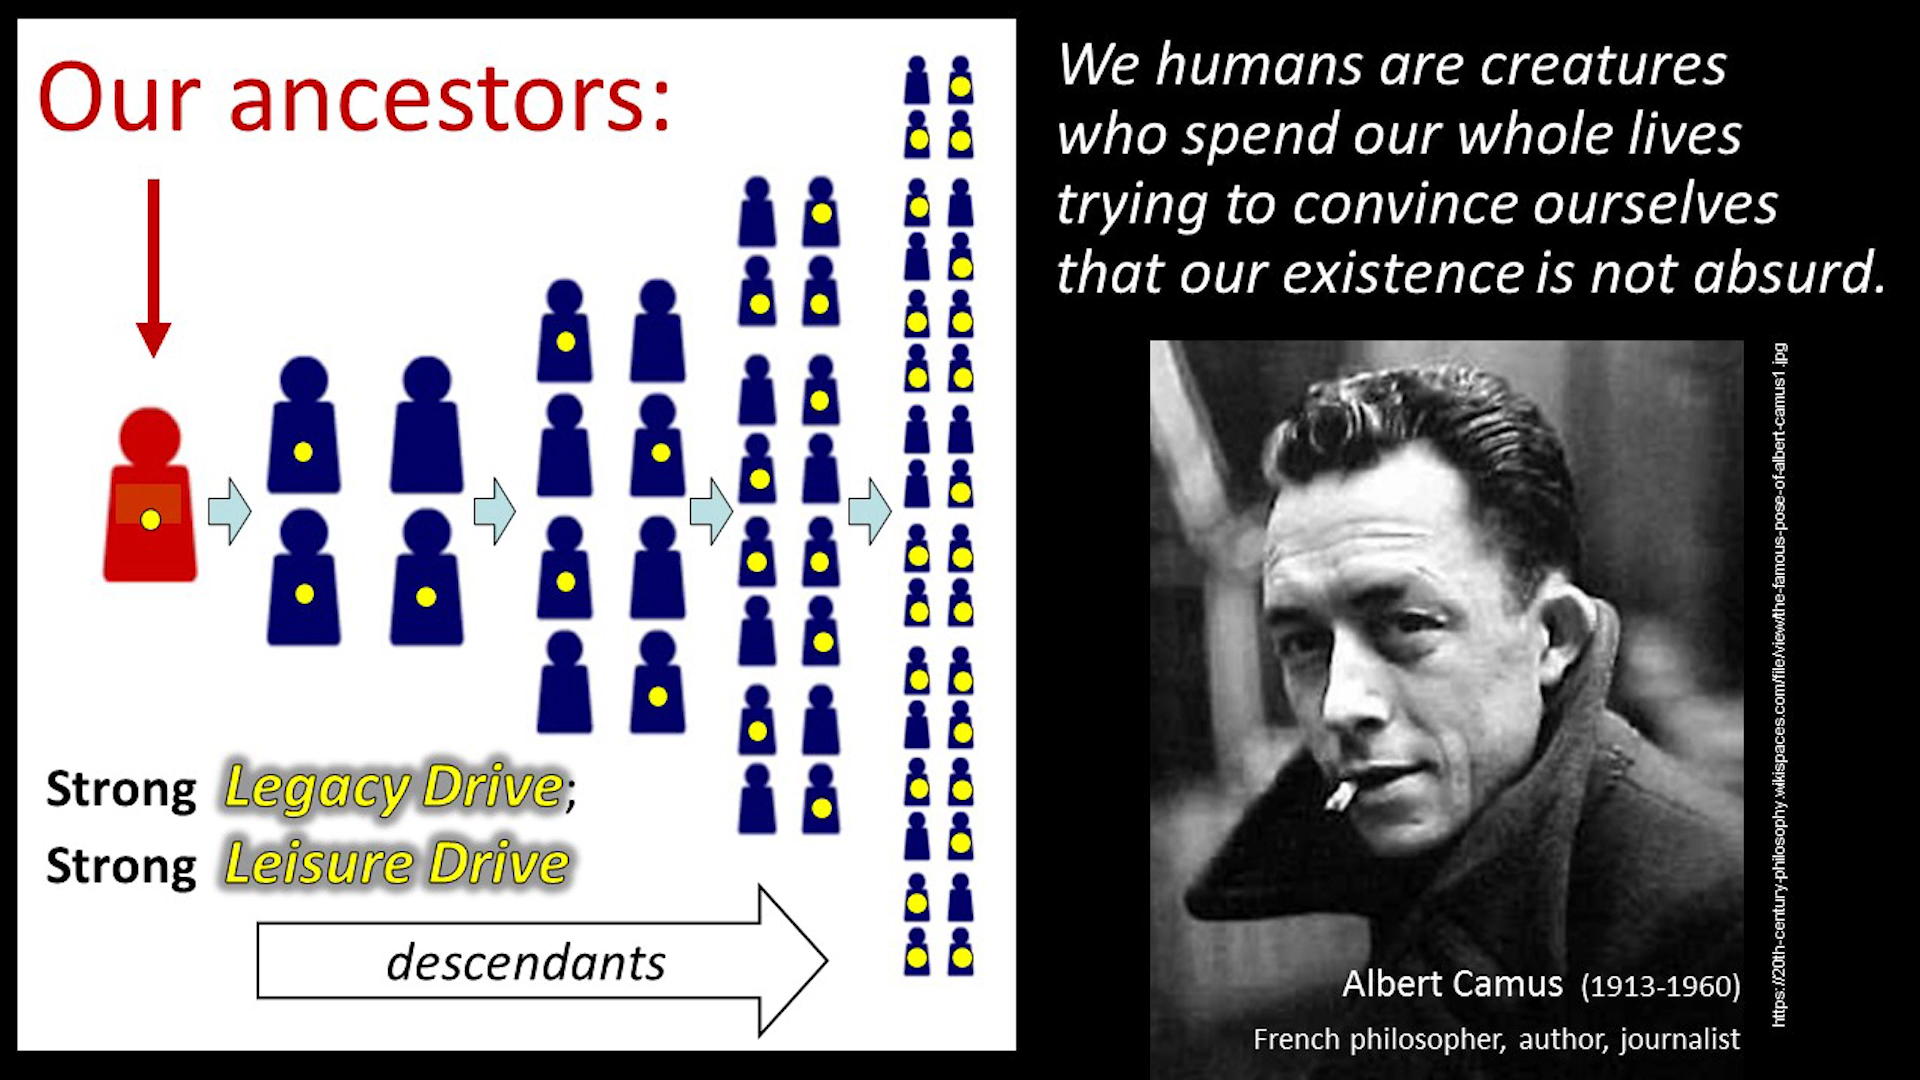 Our ancestors:
Strong Legacy Drive;
Strong Leisure Drive
descendants
We humans are creatures
who spend our whole lives
trying to convince ourselves
that our existence is not absurd.
Albert Camus (1913-1960)
French philosopher, author, journalist
https://20th-century-philosophy.wikispaces.com/file/view/the-famous-pose-of-albert-camus1.jpg